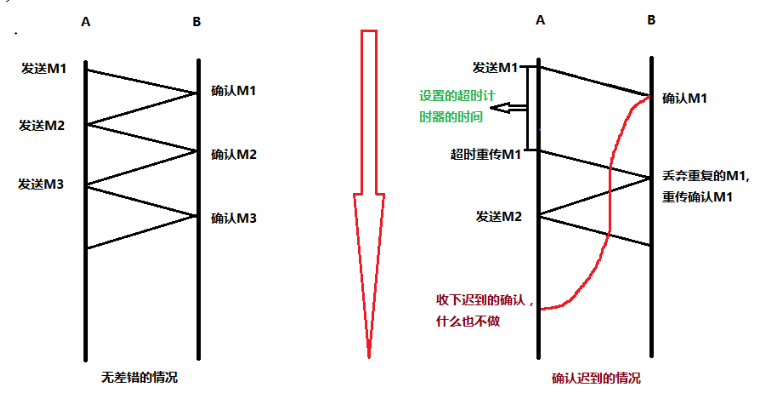 A
B
发送M1
确认M1
发送M2
确认M2
发送M3
确认M3
无差错的情况
A
B
发送M1
确认M1
设置的超时计
时器的时间
超时重传M1
丢弃重复的M1,
重传确认M1
发送M2
收下迟到的确认，
什么也不做
确认迟到的情况